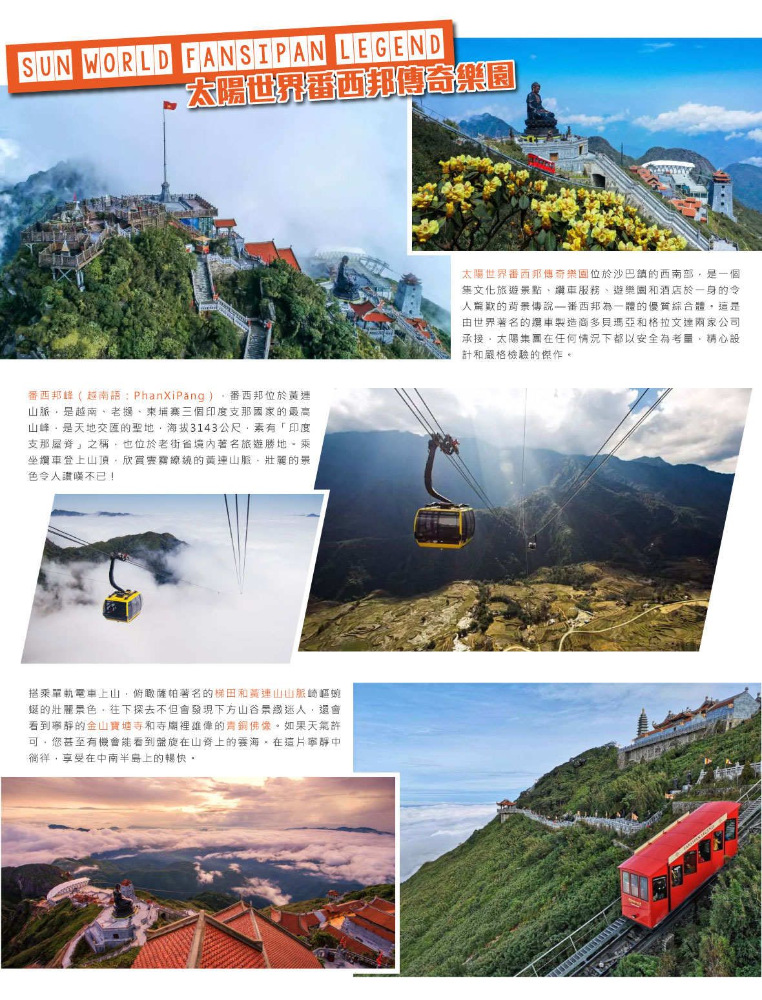 SUN WORLD FANSIPAN LEGEND
太陽世界番西邦傳奇樂園
太陽世界番西邦傳奇樂園位於沙巴鎮的西南部，是一個
集文化旅遊景點、纜車服務、遊樂園和酒店於一身的令
人驚歎的背景傳說—番西邦為一體的優質綜合體。這是
由世界著名的纜車製造商多貝瑪亞和格拉文達兩家公司
承接，太陽集團在任何情況下都以安全為考量，精心設
計和嚴格檢驗的傑作。
番西邦峰（越南語：PhanXiPăng），番西邦位於黃連
山脈，是越南、老撾、柬埔寨三個印度支那國家的最高
山峰，是天地交匯的聖地，海拔3143公尺，素有「印度
支那屋脊」之稱，也位於老街省境內著名旅遊勝地。乘
坐纜車登上山頂，欣賞雲霧繚繞的黃連山脈，壯麗的景
色令人讚嘆不已！
搭乘單軌電車上山，俯瞰薩帕著名的梯田和黃連山山脈崎嶇蜿
蜒的壯麗景色，往下探去不但會發現下方山谷景緻迷人，還會
看到寧靜的金山寶塘寺和寺廟裡雄偉的青銅佛像。如果天氣許
可，您甚至有機會能看到盤旋在山脊上的雲海。在這片寧靜中
徜徉，享受在中南半島上的暢快。
FANSIPAN LEGEND